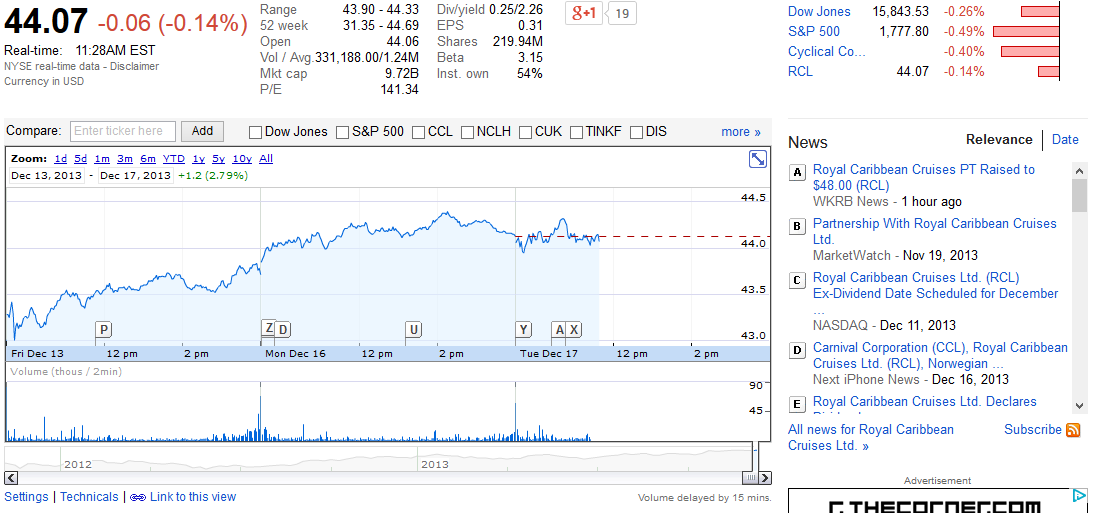 44.07 -0.06 (-0.14%)
Real-time: 11:28AM EST
NYSE real-time data - Disclaimer
Currency in USD
Range 43.90 - 44.33
52 week 31.35 - 44.69
Open 44.06
Vol / Avg. 331,188.00/1.24M
Mkt cap 9.72B
P/E 141.34
Div/yield 0.25/2.26
EPS 0.31
Shares 219.94M
Beta 3.15
Inst. own 54%
g+1 19
Dow Jones 15,843.53 -0.26%
S&P 500 1,777.80 -0.49%
Cyclical Co... -0.40%
RCL 44.07 -0.14%
Compare: Enter ticker here Add Dow Jones S&P 500 CCL NCLH CUK TINKF DIS more »
Zoom: 1d 5d 1m 3m 6m YTD 1y 5y 10y All
Dec 13, 2013 - Dec 17, 2013 +1.2 (2.79%)
44.5
44.0
43.5
43.0
P Z D U Y A X
Fri Dec 13 12 pm 2 pm Mon Dec 16 12 pm 2 pm Tue Dec 17 12 pm 2 pm
Volume (thous / 2min)
90
45
2012 2013
Settings | Technicals | Link to this view
Volume delayed by 15 mins.
News
Relevance | Date
A Royal Caribbean Cruises PT Raised to
$48.00 (RCL)
WKRB News - 1 hour ago
B Partnership With Royal Caribbean Cruises
Ltd.
MarketWatch - Nov 19, 2013
C Royal Caribbean Cruises Ltd. (RCL)
Ex-Dividend Date Scheduled for December
...
NASDAQ - Dec 11, 2013
D Carnival Corporation (CCL), Royal Caribbean
Cruises Ltd. (RCL), Norwegian ...
Next iPhone News - Dec 16, 2013
E Royal Caribbean Cruises Ltd. Declares
All news for Royal Caribbean
Cruises Ltd. »
Subscribe
Advertisement
THECORNER.COM